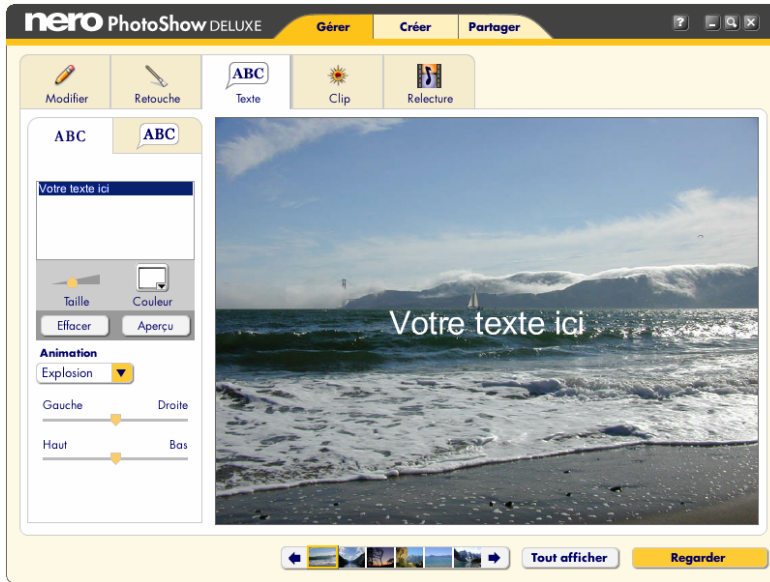 nero PhotoShow DELUXE
Gérer
Créer
Partager
?
Modifier
Retouche
ABC
Texte
Clip
Relecture
ABC
ABC
Votre texte ici
Taille
Couleur
Effacer
Aperçu
Animation
Explosion
Gauche
Droite
Haut
Bas
Votre texte ici
Tout afficher
Regarder